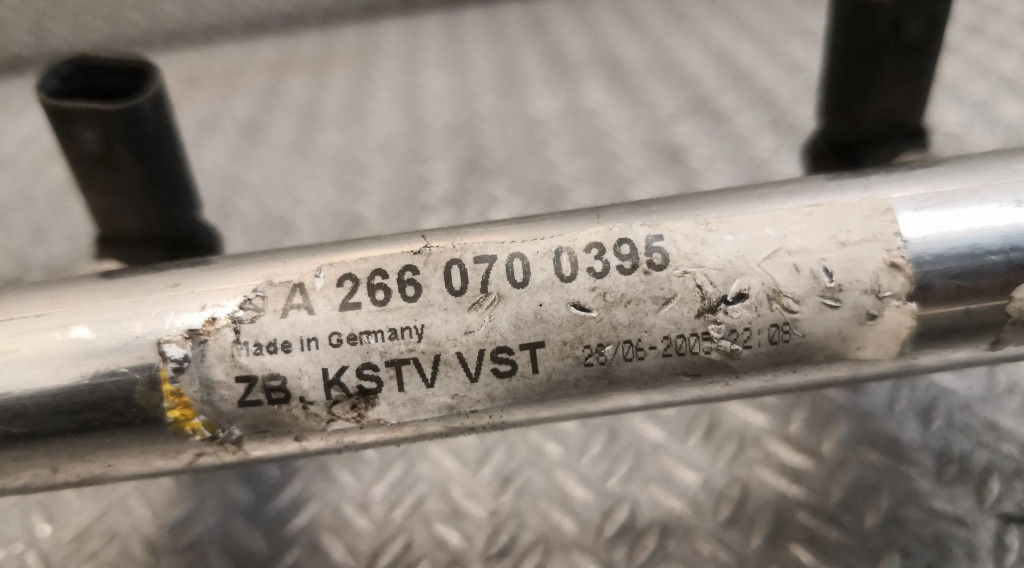 A 266 070 0395
Made in Germany
ZB. KSTV VST 28/06-2005 22:08